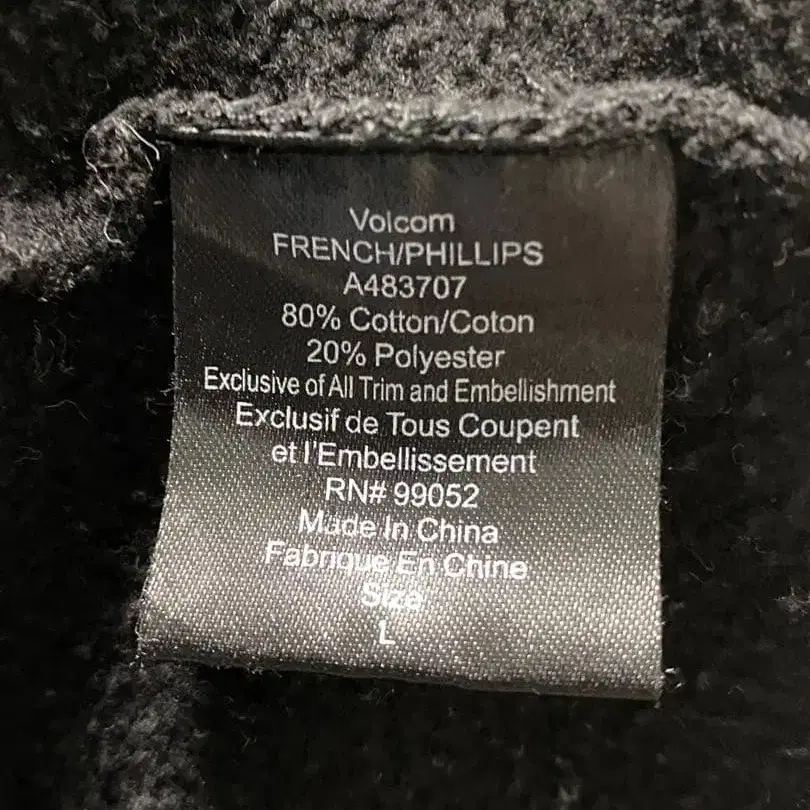 Volcom
FRENCH/PHILLIPS
A483707
80% Cotton/Coton
20% Polyester
Exclusive of All Trim and Embellishment
Exclusif de Tous Coupent
et l'Embellissement
RN# 99052
Made In China
Fabrique En Chine
Size
L